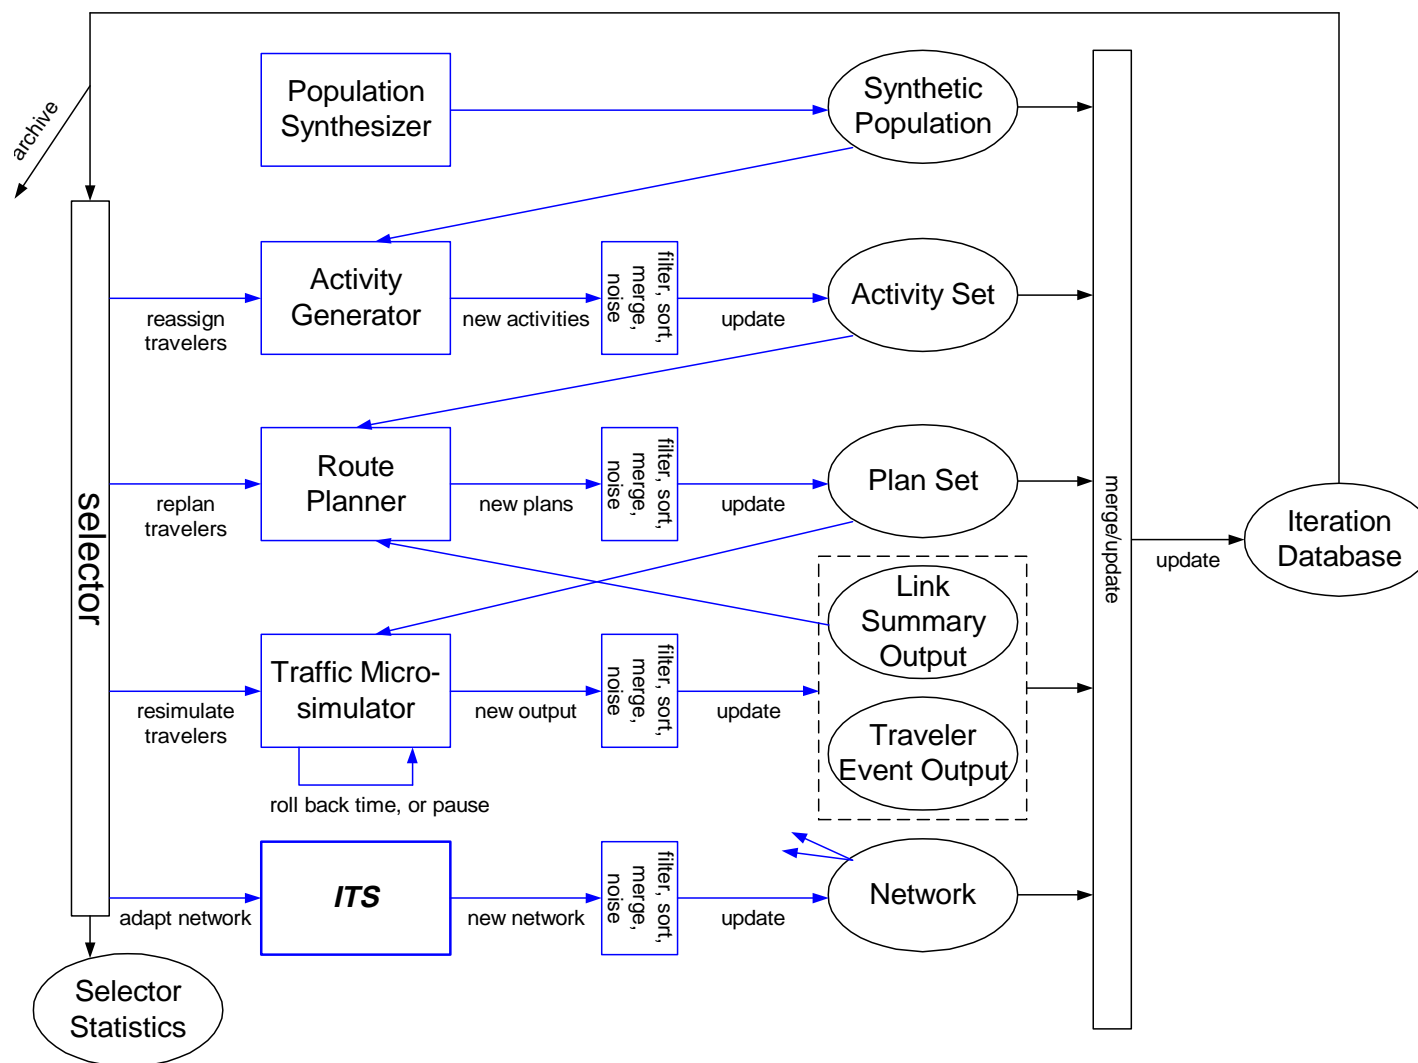 archive
Population
Synthesizer
Synthetic
Population
selector
reassign
travelers
Activity
Generator
new activities
filter, sort,
merge,
noise
update
Activity Set
replan
travelers
Route
Planner
new plans
filter, sort,
merge,
noise
update
Plan Set
merge/update
update
Iteration
Database
Link
Summary
Output
resimulate
travelers
Traffic Micro-
simulator
new output
filter, sort,
merge,
noise
update
Traveler
Event Output
roll back time, or pause
adapt network
ITS
new network
filter, sort,
merge,
noise
update
Network
Selector
Statistics